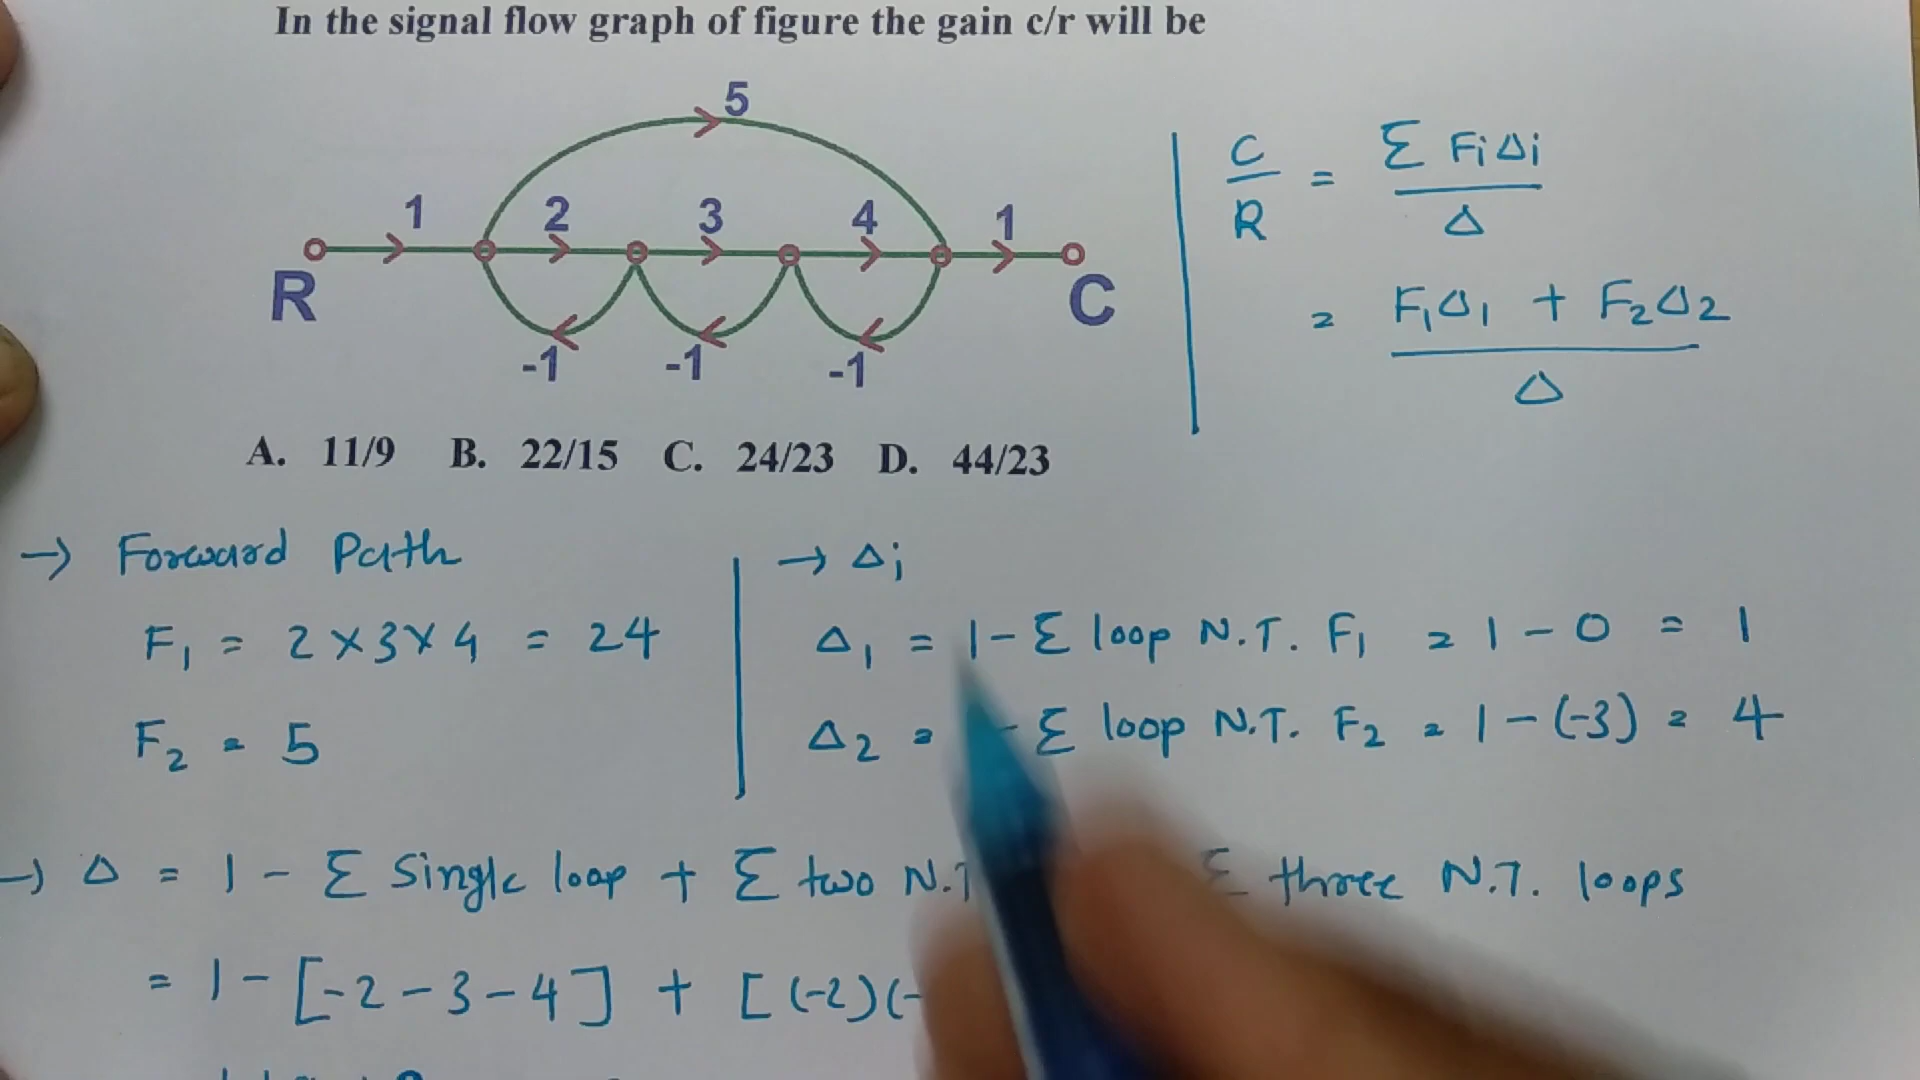 In the signal flow graph of figure the gain c/r will be
5
1 2 3 4 1
R C
-1 -1 -1
C/R = Σ FiΔi / Δ
= F₁Δ₁ + F₂Δ₂ / Δ
A. 11/9 B. 22/15 C. 24/23 D. 44/23
→ Forward Path
F₁ = 2×3×4 = 24
F₂ = 5
→ Δi
Δ₁ = 1 - Σ loop N.T. F₁ = 1 - 0 = 1
Δ₂ = - Σ loop N.T. F₂ = 1 - (-3) = 4
→ Δ = 1 - Σ Single loop + Σ two N.T Σ three N.T. loops
= 1 - [-2 -3 -4] + [(-2)(-